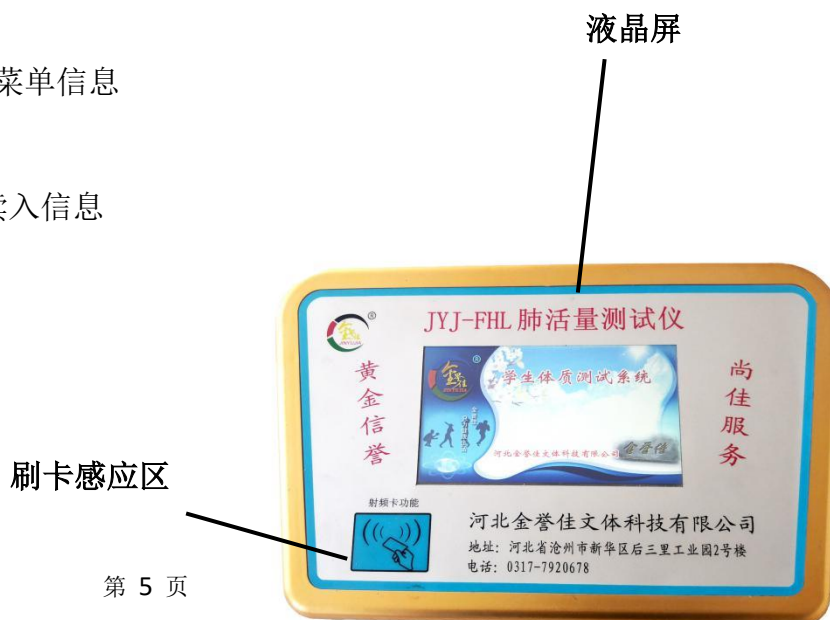 液晶屏
菜单信息
入信息
JYJ-FHL 肺活量测试仪
黄金信誉
尚佳服务
金誉佳
®
学生体质测试系统
河北金誉佳文体科技有限公司
金誉佳
刷卡感应区
射频卡功能
河北金誉佳文体科技有限公司
地址: 河北省沧州市新华区后三里工业园2号楼
电话: 0317-7920678
第 5 页